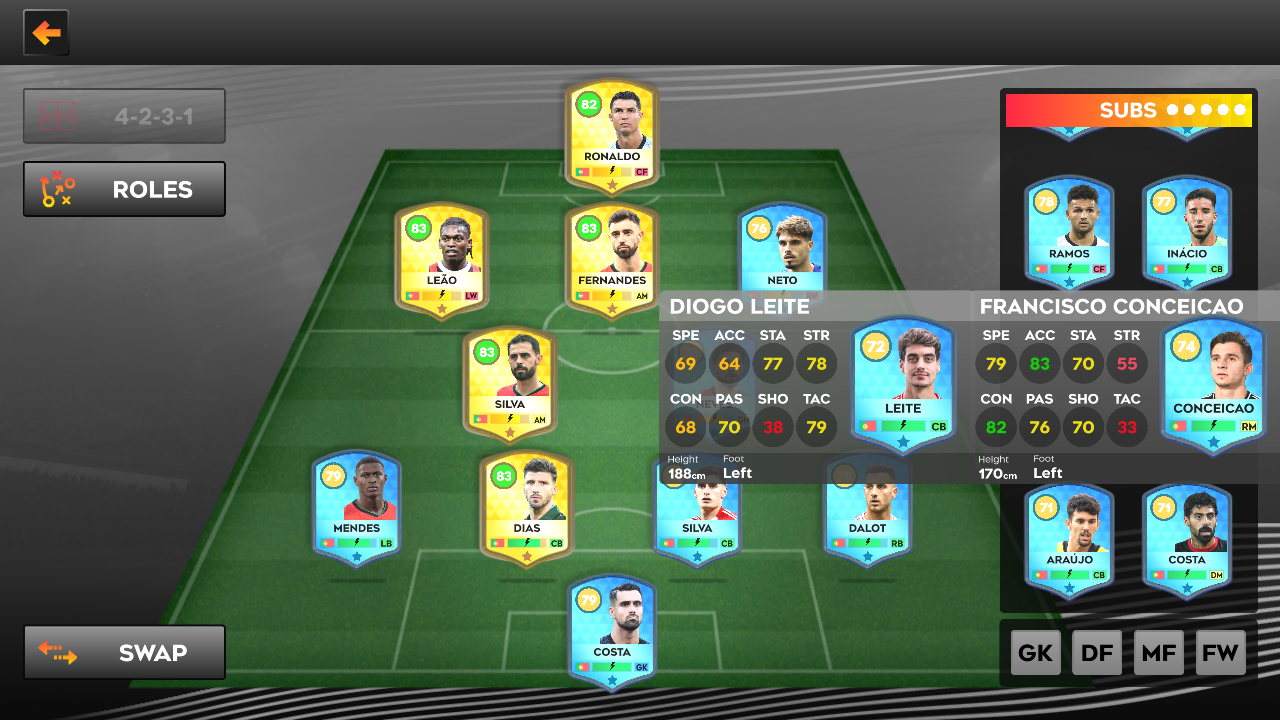 4-2-3-1
ROLES
SWAP
82
RONALDO
CF
83
LEÃO
LW
83
FERNANDES
AM
76
NETO
83
SILVA
AM
NEVES
79
MENDES
LB
83
DIAS
CB
SILVA
CB
DALOT
RB
79
COSTA
GK
DIOGO LEITE
SPE ACC STA STR
69 64 77 78
CON PAS SHO TAC
68 70 38 79
Height Foot
188cm Left
72
LEITE
CB
FRANCISCO CONCEICAO
SPE ACC STA STR
79 83 70 55
CON PAS SHO TAC
82 76 70 33
Height Foot
170cm Left
74
CONCEICAO
RM
SUBS
78
RAMOS
CF
77
INÁCIO
CB
71
ARAÚJO
CB
71
COSTA
DM
GK DF MF FW